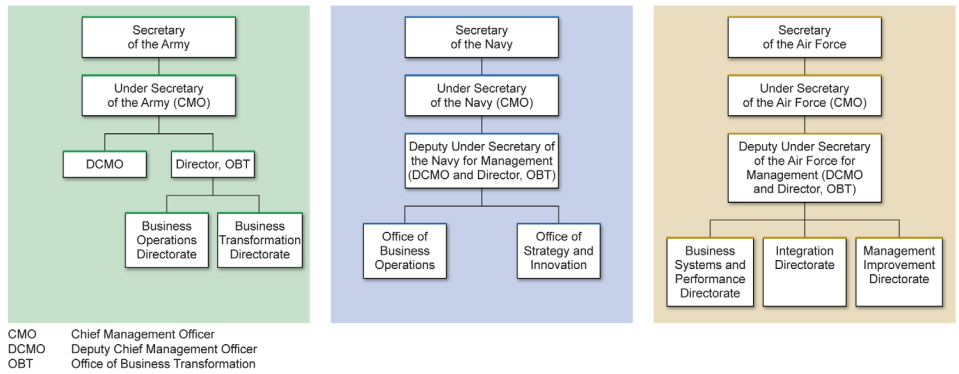 Secretary
of the Army
Under Secretary
of the Army (CMO)
DCMO
Director, OBT
Business
Operations
Directorate
Business
Transformation
Directorate
Secretary
of the Navy
Under Secretary
of the Navy (CMO)
Deputy Under Secretary of
the Navy for Management
(DCMO and Director, OBT)
Office of
Business
Operations
Office of
Strategy and
Innovation
Secretary
of the Air Force
Under Secretary
of the Air Force (CMO)
Deputy Under Secretary
of the Air Force for
Management (DCMO
and Director, OBT)
Business
Systems and
Performance
Directorate
Integration
Directorate
Management
Improvement
Directorate
CMO Chief Management Officer
DCMO Deputy Chief Management Officer
OBT Office of Business Transformation